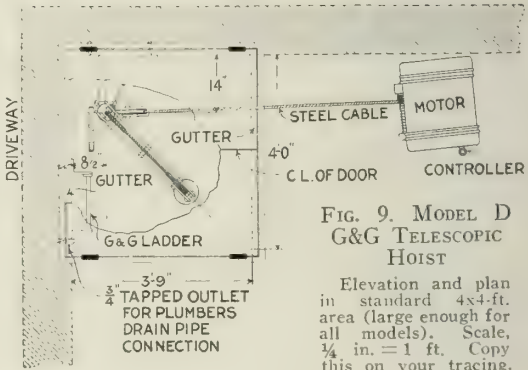 DRIVEWAY
14"
STEEL CABLE
MOTOR
GUTTER
4'0"
8½"
GUTTER
C L. OF DOOR
CONTROLLER
G&G LADDER
3'9"
¾" TAPPED OUTLET
FOR PLUMBERS
DRAIN PIPE
CONNECTION
FIG. 9. MODEL D
G&G TELESCOPIC
HOIST
Elevation and plan
in standard 4x4-ft.
area (large enough for
all models). Scale,
¼ in. = 1 ft. Copy
this on your tracing.